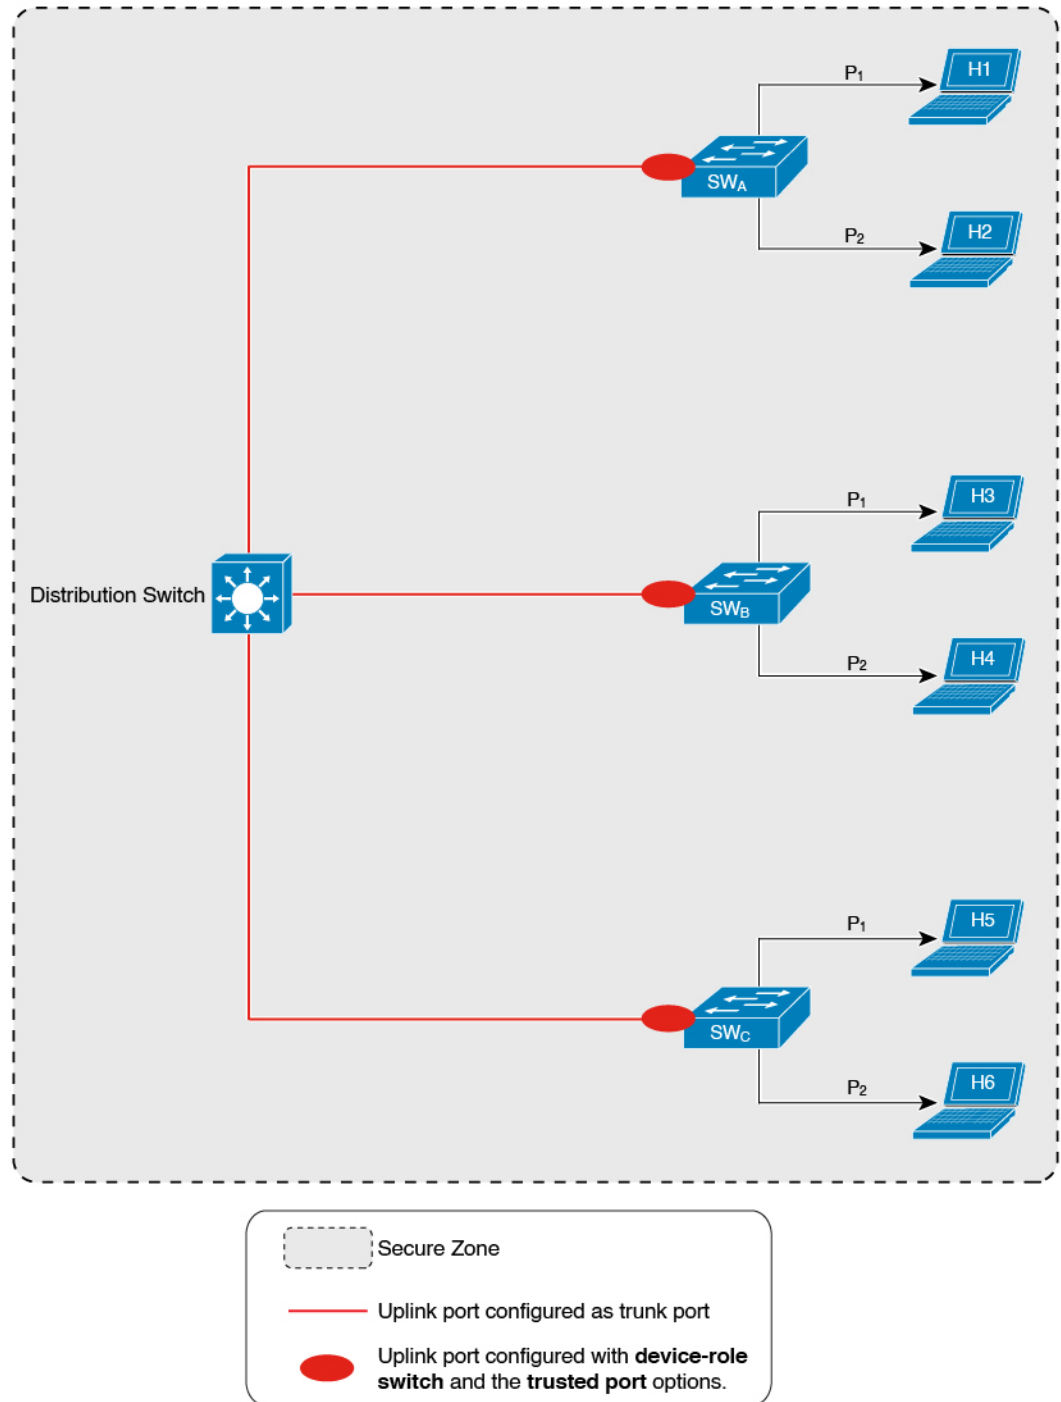 P1
H1
SWA
P2
H2
P1
H3
Distribution Switch
SWB
P2
H4
P1
H5
SWC
P2
H6
Secure Zone
Uplink port configured as trunk port
Uplink port configured with device-role
switch and the trusted port options.